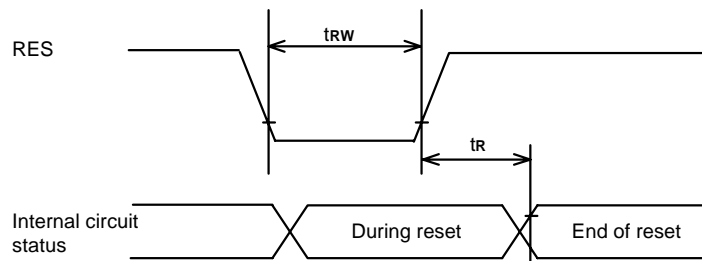 tRW
RES
tR
Internal circuit
status
During reset
End of reset